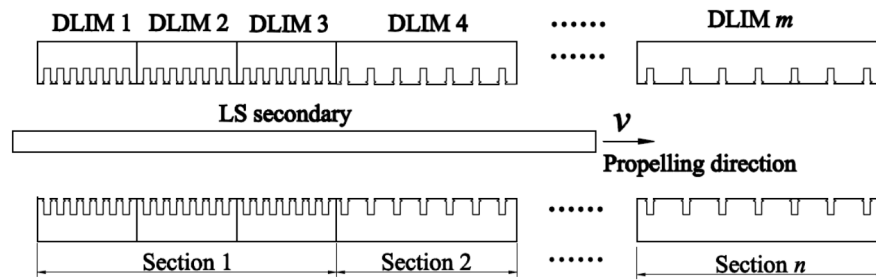 DLIM 1 DLIM 2 DLIM 3 DLIM 4 ...... DLIM m
......
LS secondary
v
Propelling direction
......
Section 1 Section 2 ...... Section n